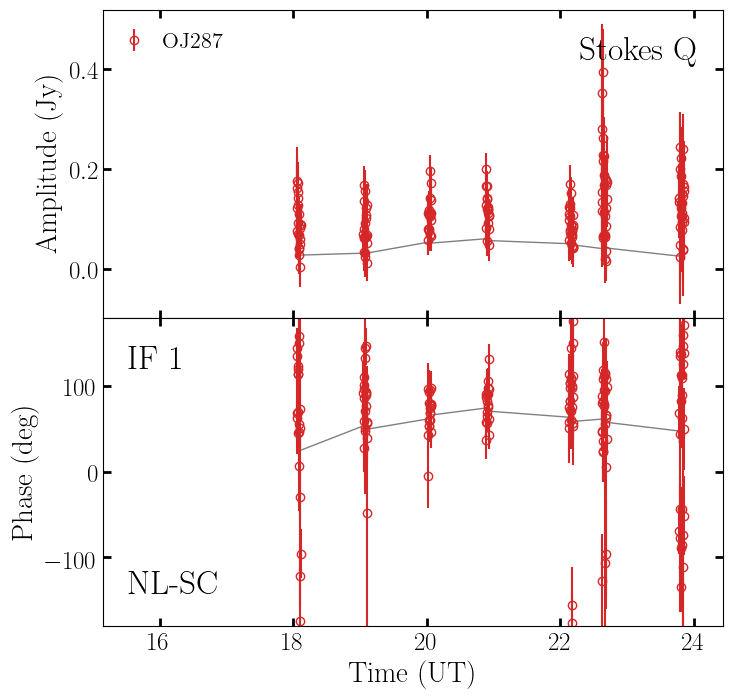 OJ287
Stokes Q
Amplitude (Jy)
0.4
0.2
0.0
IF 1
NL-SC
Phase (deg)
100
0
−100
16 18 20 22 24
Time (UT)